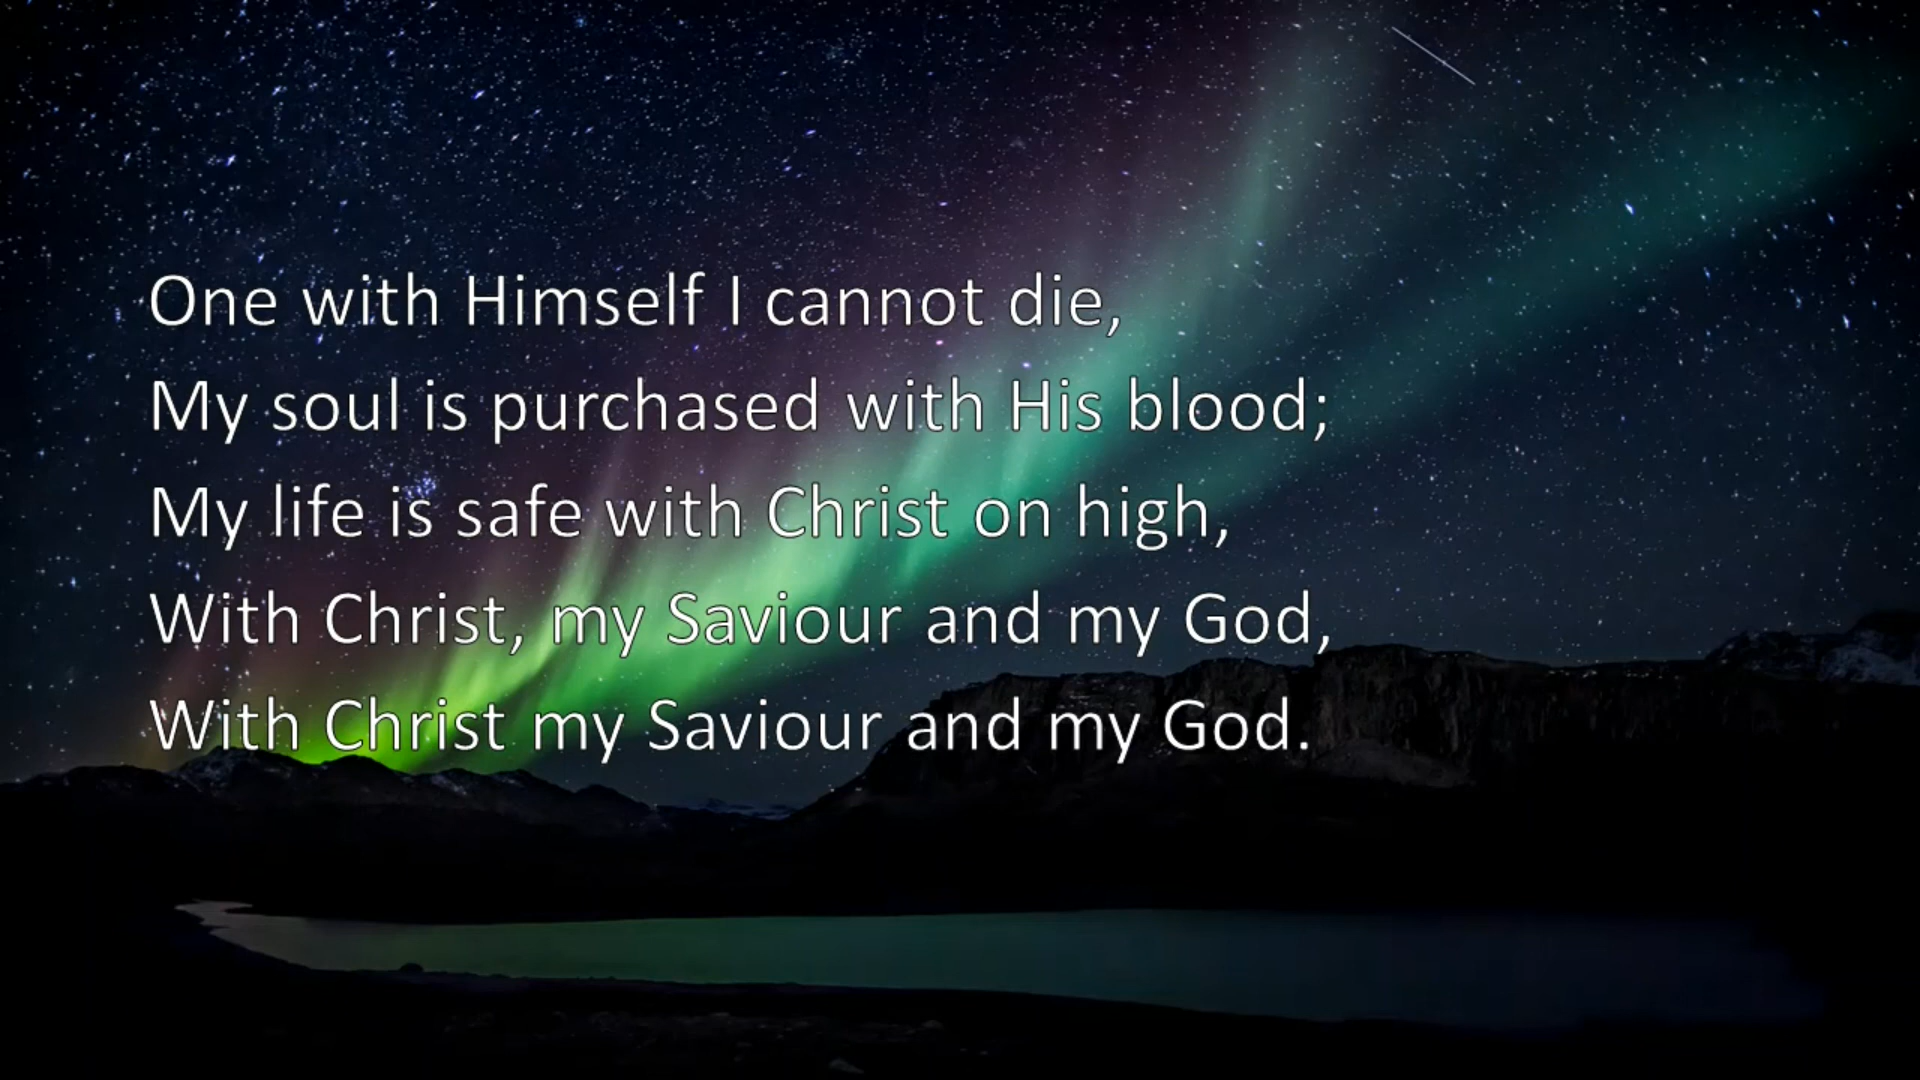 One with Himself I cannot die,
My soul is purchased with His blood;
My life is safe with Christ on high,
With Christ, my Saviour and my God,
With Christ my Saviour and my God.